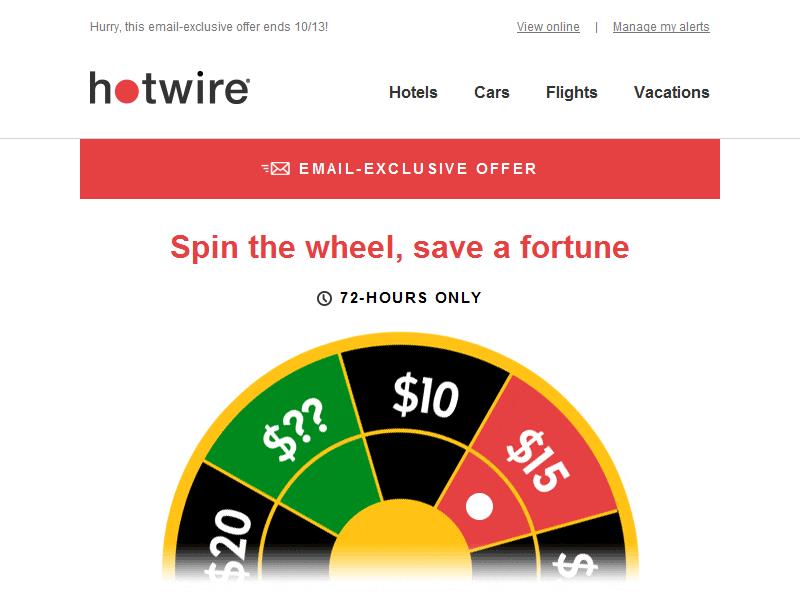 Hurry, this email-exclusive offer ends 10/13!
View online | Manage my alerts
hotwire®
Hotels Cars Flights Vacations
EMAIL-EXCLUSIVE OFFER
Spin the wheel, save a fortune
72-HOURS ONLY
$10
$??
$15
$20
$